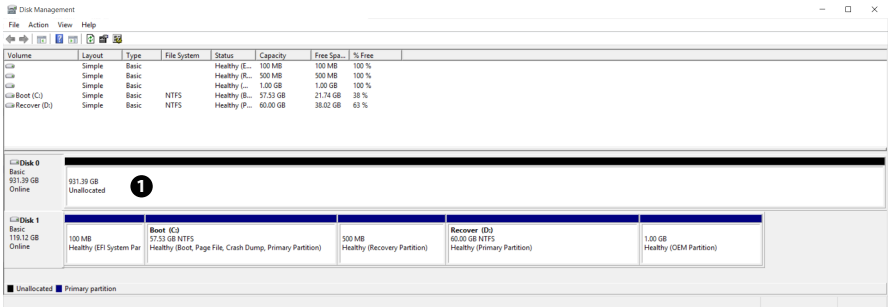 Disk Management
File Action View Help
Volume Layout Type File System Status Capacity Free Spa... % Free
Simple Basic Healthy (E... 100 MB 100 MB 100 %
Simple Basic Healthy (R... 500 MB 500 MB 100 %
Simple Basic Healthy (... 1.00 GB 1.00 GB 100 %
Boot (C:) Simple Basic NTFS Healthy (B... 57.53 GB 21.74 GB 38 %
Recover (D:) Simple Basic NTFS Healthy (P... 60.00 GB 38.02 GB 63 %
Disk 0
Basic
931.39 GB
Online
931.39 GB
Unallocated
1
Disk 1
Basic
119.12 GB
Online
100 MB
Healthy (EFI System Par
Boot (C:)
57.53 GB NTFS
Healthy (Boot, Page File, Crash Dump, Primary Partition)
500 MB
Healthy (Recovery Partition)
Recover (D:)
60.00 GB NTFS
Healthy (Primary Partition)
1.00 GB
Healthy (OEM Partition)
Unallocated Primary partition